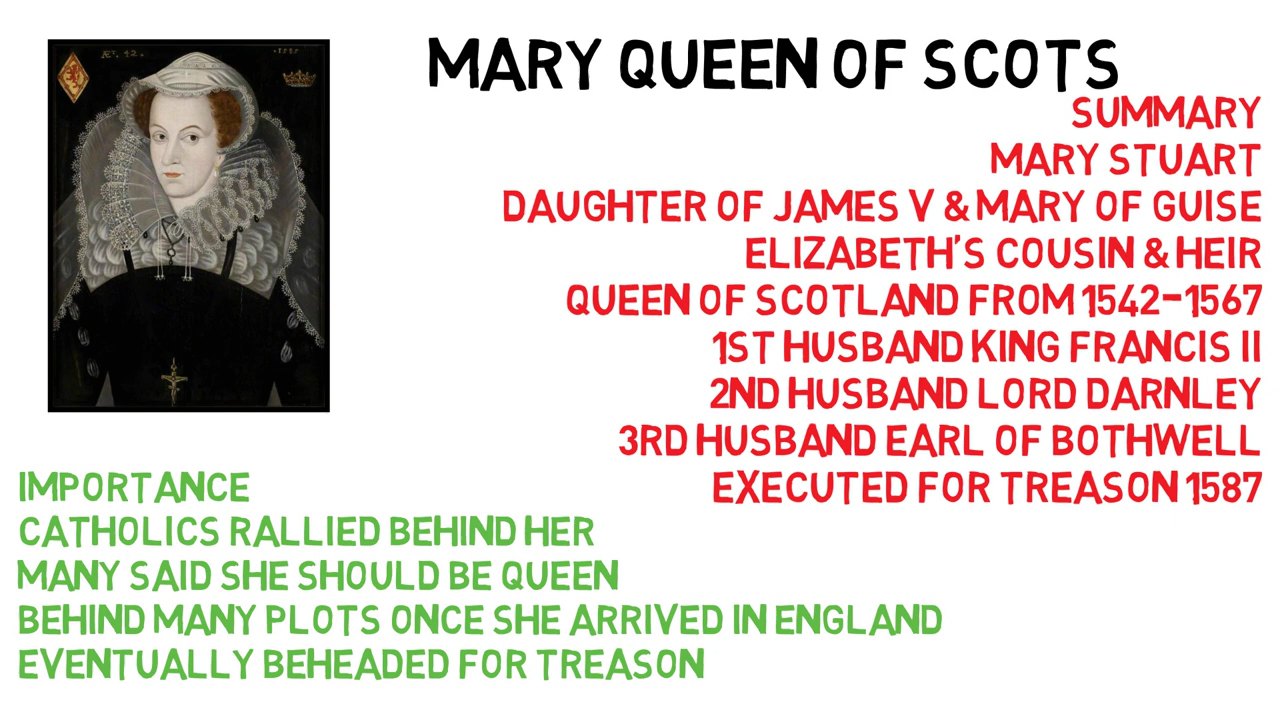 ÆT. 42.
MARY QUEEN OF SCOTS
SUMMARY
MARY STUART
DAUGHTER OF JAMES V & MARY OF GUISE
ELIZABETH'S COUSIN & HEIR
QUEEN OF SCOTLAND FROM 1542-1567
1ST HUSBAND KING FRANCIS II
2ND HUSBAND LORD DARNLEY
3RD HUSBAND EARL OF BOTHWELL
EXECUTED FOR TREASON 1587
IMPORTANCE
CATHOLICS RALLIED BEHIND HER
MANY SAID SHE SHOULD BE QUEEN
BEHIND MANY PLOTS ONCE SHE ARRIVED IN ENGLAND
EVENTUALLY BEHEADED FOR TREASON